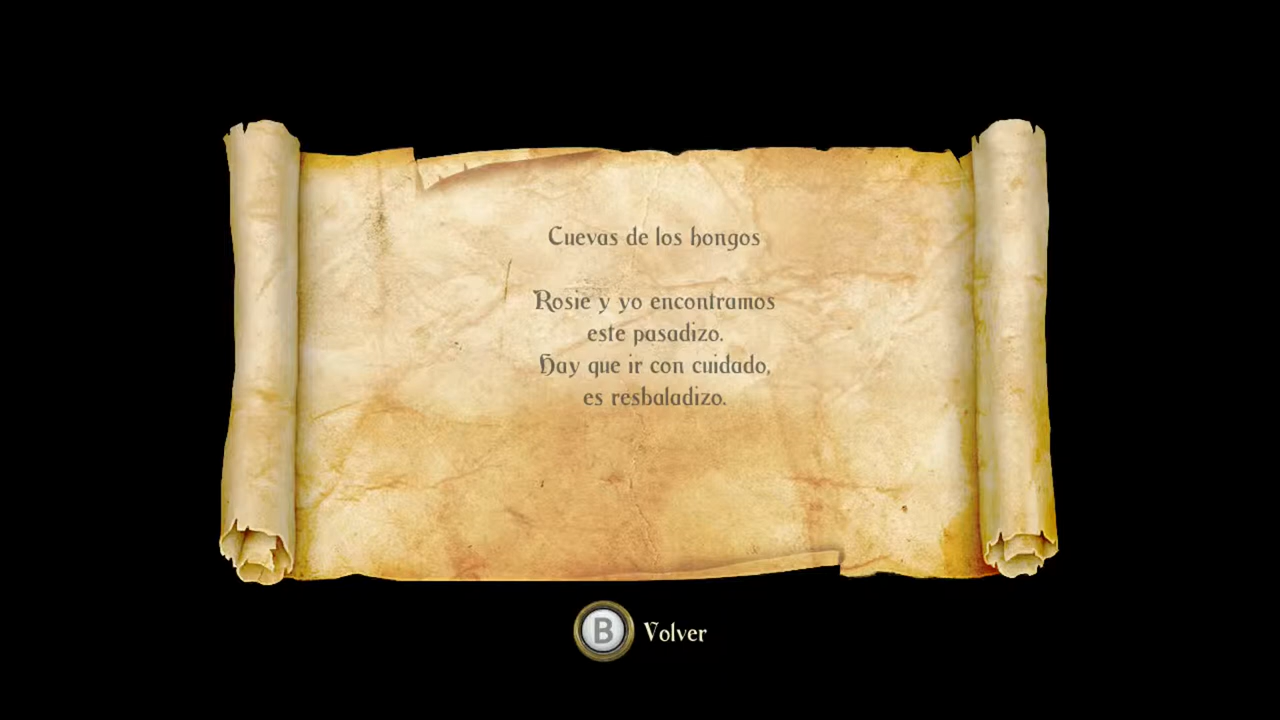 Cuevas de los hongos
Rosie y yo encontramos
este pasadizo.
Hay que ir con cuidado,
es resbaladizo.
B Volver